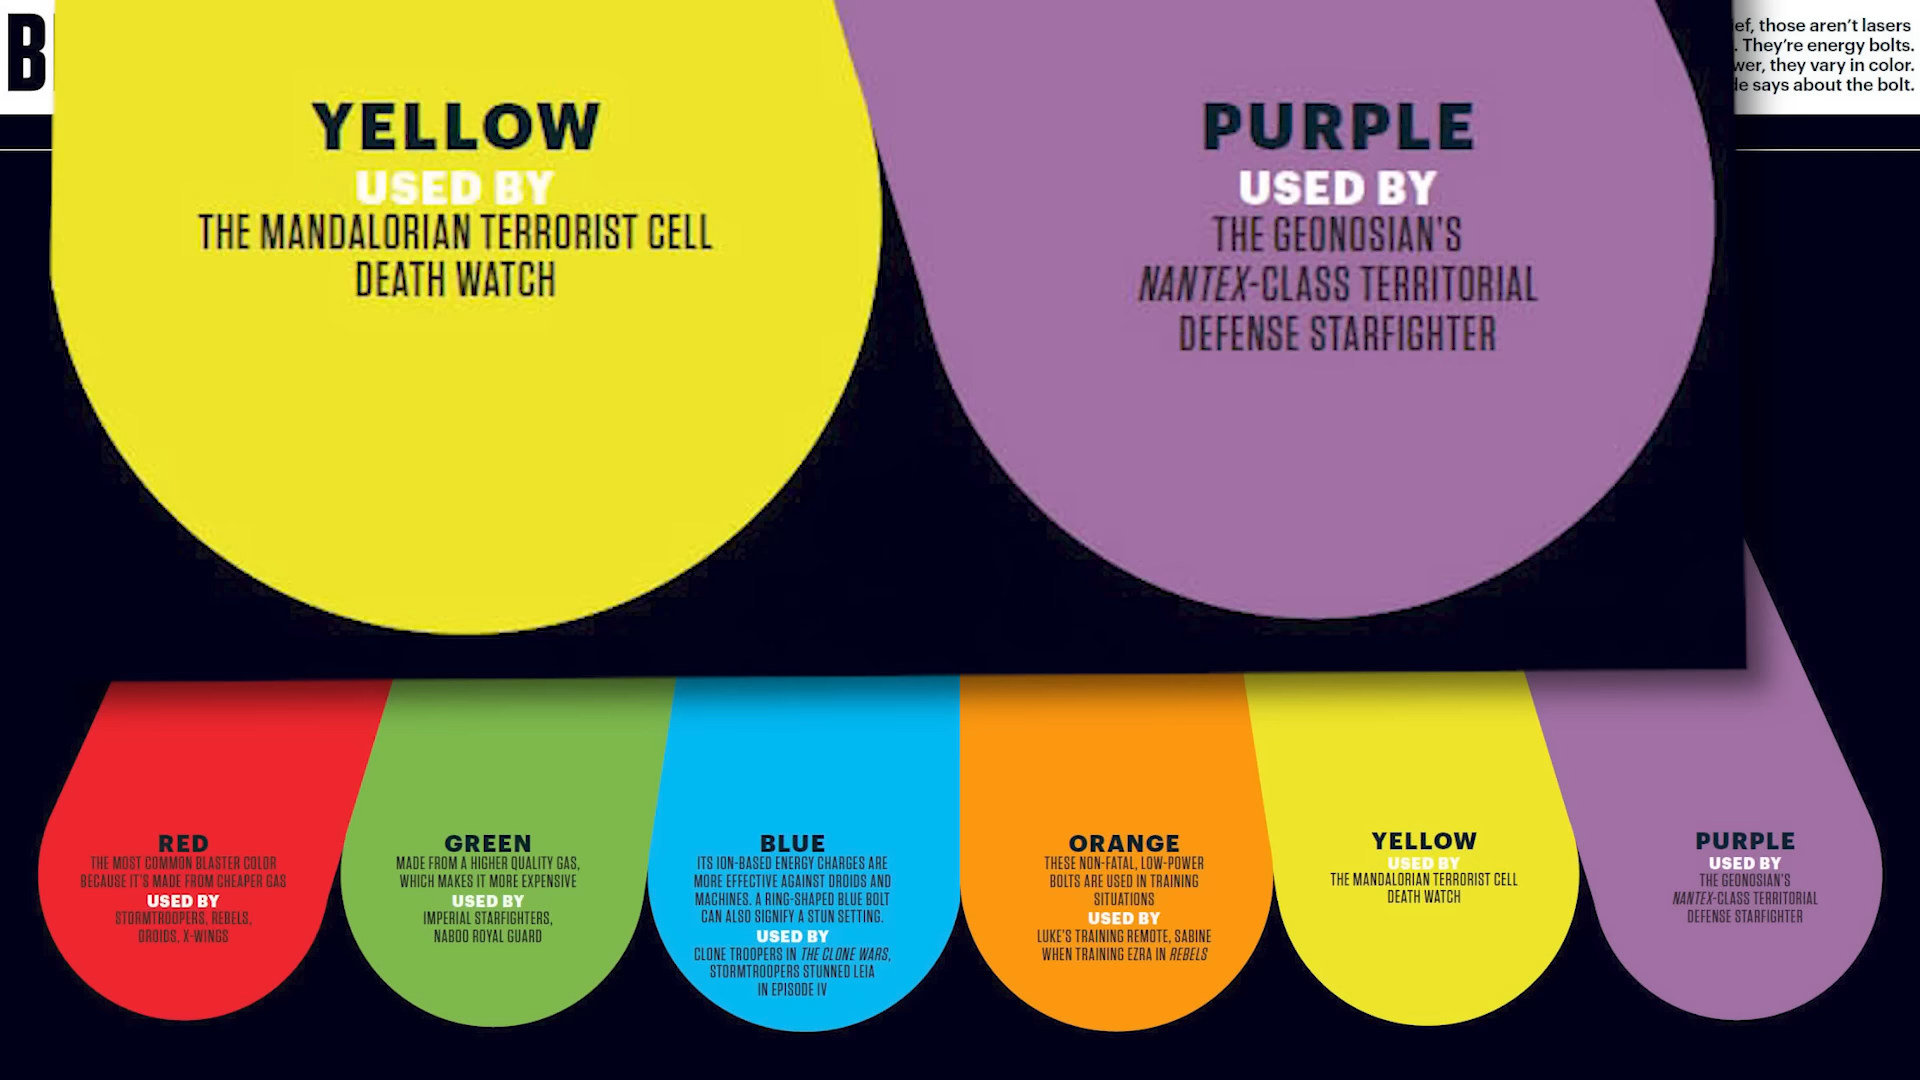 B
ef, those aren't lasers
. They're energy bolts.
wer, they vary in color.
le says about the bolt.
YELLOW
USED BY
THE MANDALORIAN TERRORIST CELL
DEATH WATCH
PURPLE
USED BY
THE GEONOSIAN'S
NANTEX-CLASS TERRITORIAL
DEFENSE STARFIGHTER
RED
THE MOST COMMON BLASTER COLOR
BECAUSE IT'S MADE FROM CHEAPER GAS
USED BY
STORMTROOPERS, REBELS,
DROIDS, X-WINGS
GREEN
MADE FROM A HIGHER QUALITY GAS,
WHICH MAKES IT MORE EXPENSIVE
USED BY
IMPERIAL STARFIGHTERS,
NABOO ROYAL GUARD
BLUE
ITS ION-BASED ENERGY CHARGES ARE
MORE EFFECTIVE AGAINST DROIDS AND
MACHINES. A RING-SHAPED BLUE BOLT
CAN ALSO SIGNIFY A STUN SETTING.
USED BY
CLONE TROOPERS IN THE CLONE WARS,
STORMTROOPERS STUNNED LEIA
IN EPISODE IV
ORANGE
THESE NON-FATAL, LOW-POWER
BOLTS ARE USED IN TRAINING
SITUATIONS
USED BY
LUKE'S TRAINING REMOTE, SABINE
WHEN TRAINING EZRA IN REBELS
YELLOW
USED BY
THE MANDALORIAN TERRORIST CELL
DEATH WATCH
PURPLE
USED BY
THE GEONOSIAN'S
NANTEX-CLASS TERRITORIAL
DEFENSE STARFIGHTER